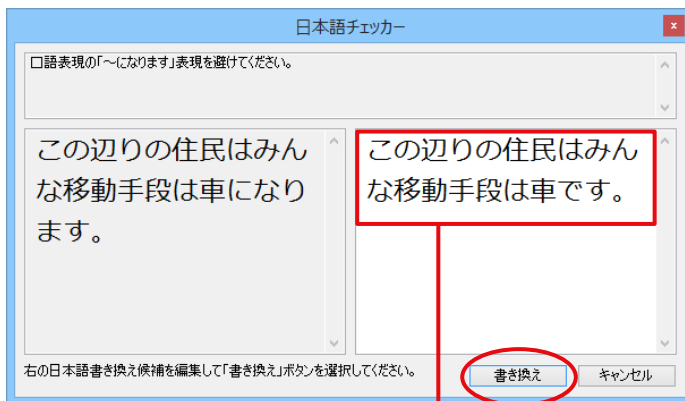 日本語チェッカー
口語表現の「～になります」表現を避けてください。
この辺りの住民はみん
な移動手段は車になり
ます。
この辺りの住民はみん
な移動手段は車です。
右の日本語書き換え候補を編集して「書き換え」ボタンを選択してください。
書き換え
キャンセル